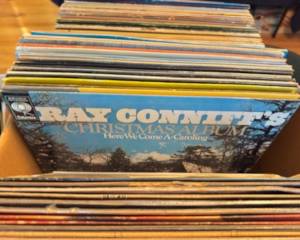 RAY CONNIFF'S
CHRISTMAS ALBUM
Here We Come A-Caroling